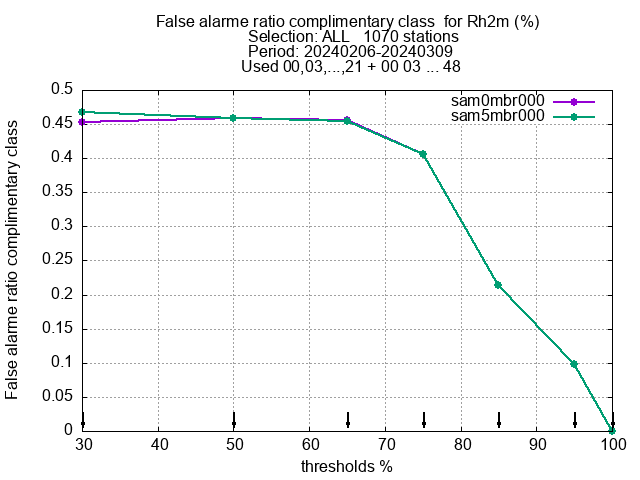 False alarme ratio complimentary class  for Rh2m (%)
Selection: ALL   1070 stations
Period: 20240206-20240309
Used 00,03,...,21 + 00 03 ... 48
sam0mbr000
sam5mbr000
False alarme ratio complimentary class
0.5
0.45
0.4
0.35
0.3
0.25
0.2
0.15
0.1
0.05
0
30 40 50 60 70 80 90 100
thresholds %